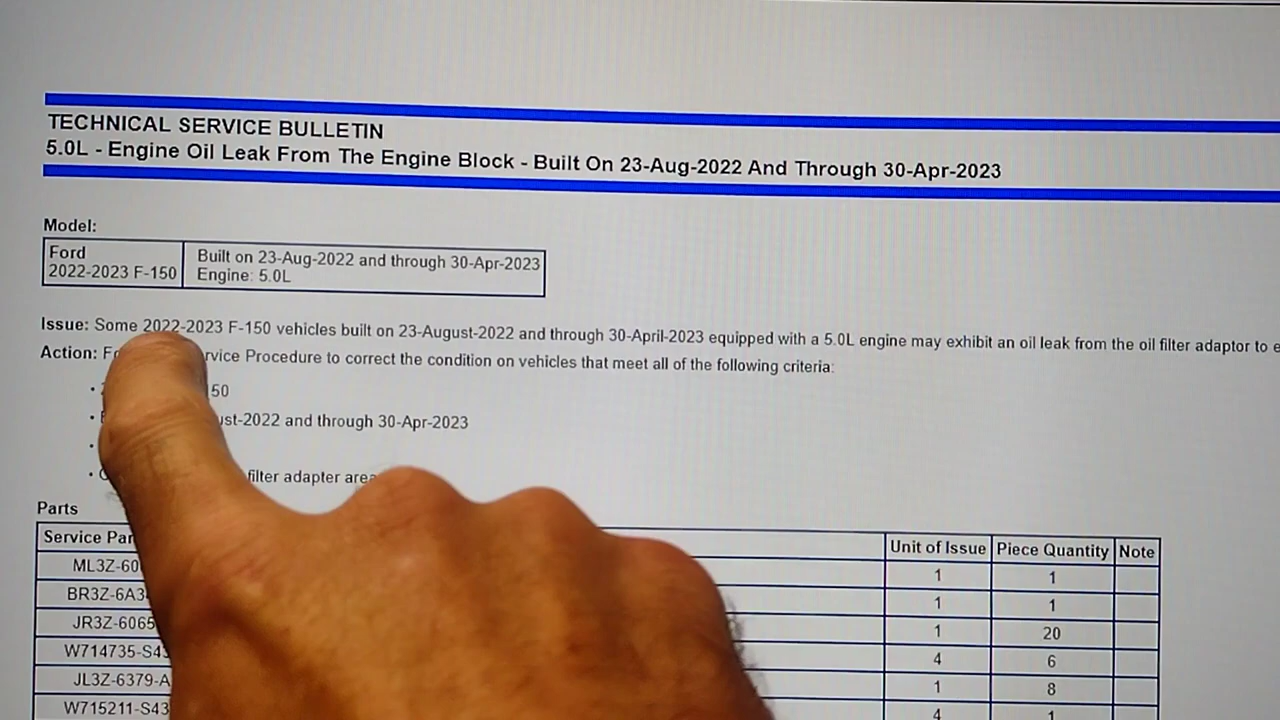 TECHNICAL SERVICE BULLETIN
5.0L - Engine Oil Leak From The Engine Block - Built On 23-Aug-2022 And Through 30-Apr-2023
Model:
Ford
2022-2023 F-150
Built on 23-Aug-2022 and through 30-Apr-2023
Engine: 5.0L
Issue: Some 2022-2023 F-150 vehicles built on 23-August-2022 and through 30-April-2023 equipped with a 5.0L engine may exhibit an oil leak from the oil filter adaptor to e
Action: F rvice Procedure to correct the condition on vehicles that meet all of the following criteria:
• 50
• ust-2022 and through 30-Apr-2023
•
• filter adapter area
Parts
Service Par Unit of Issue Piece Quantity Note
ML3Z-60 1 1
BR3Z-6A3 1 1
JR3Z-6065 1 20
W714735-S43 4 6
JL3Z-6379-A 1 8
W715211-S43 4 1